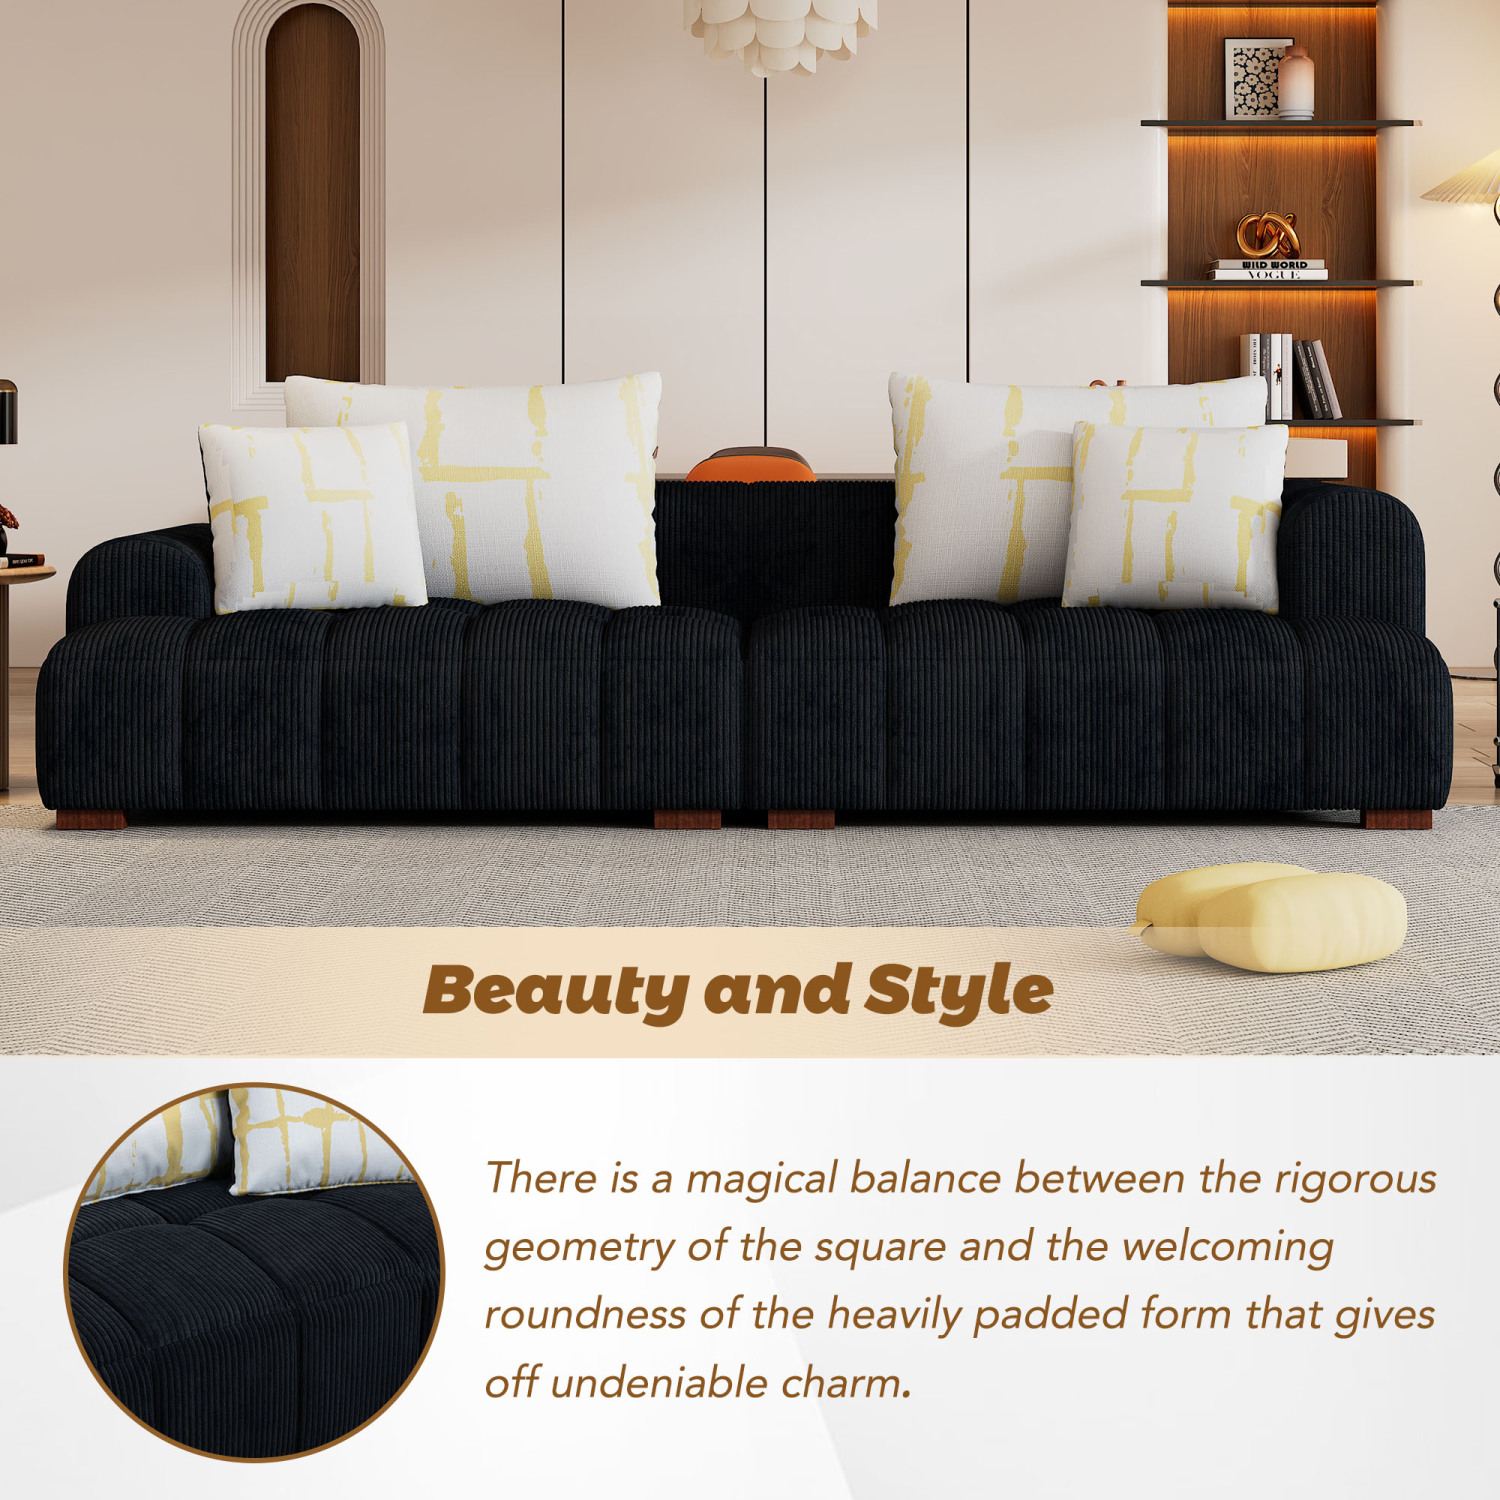 WILD WORLD
VOGUE
Beauty and Style
There is a magical balance between the rigorous
geometry of the square and the welcoming
roundness of the heavily padded form that gives
off undeniable charm.